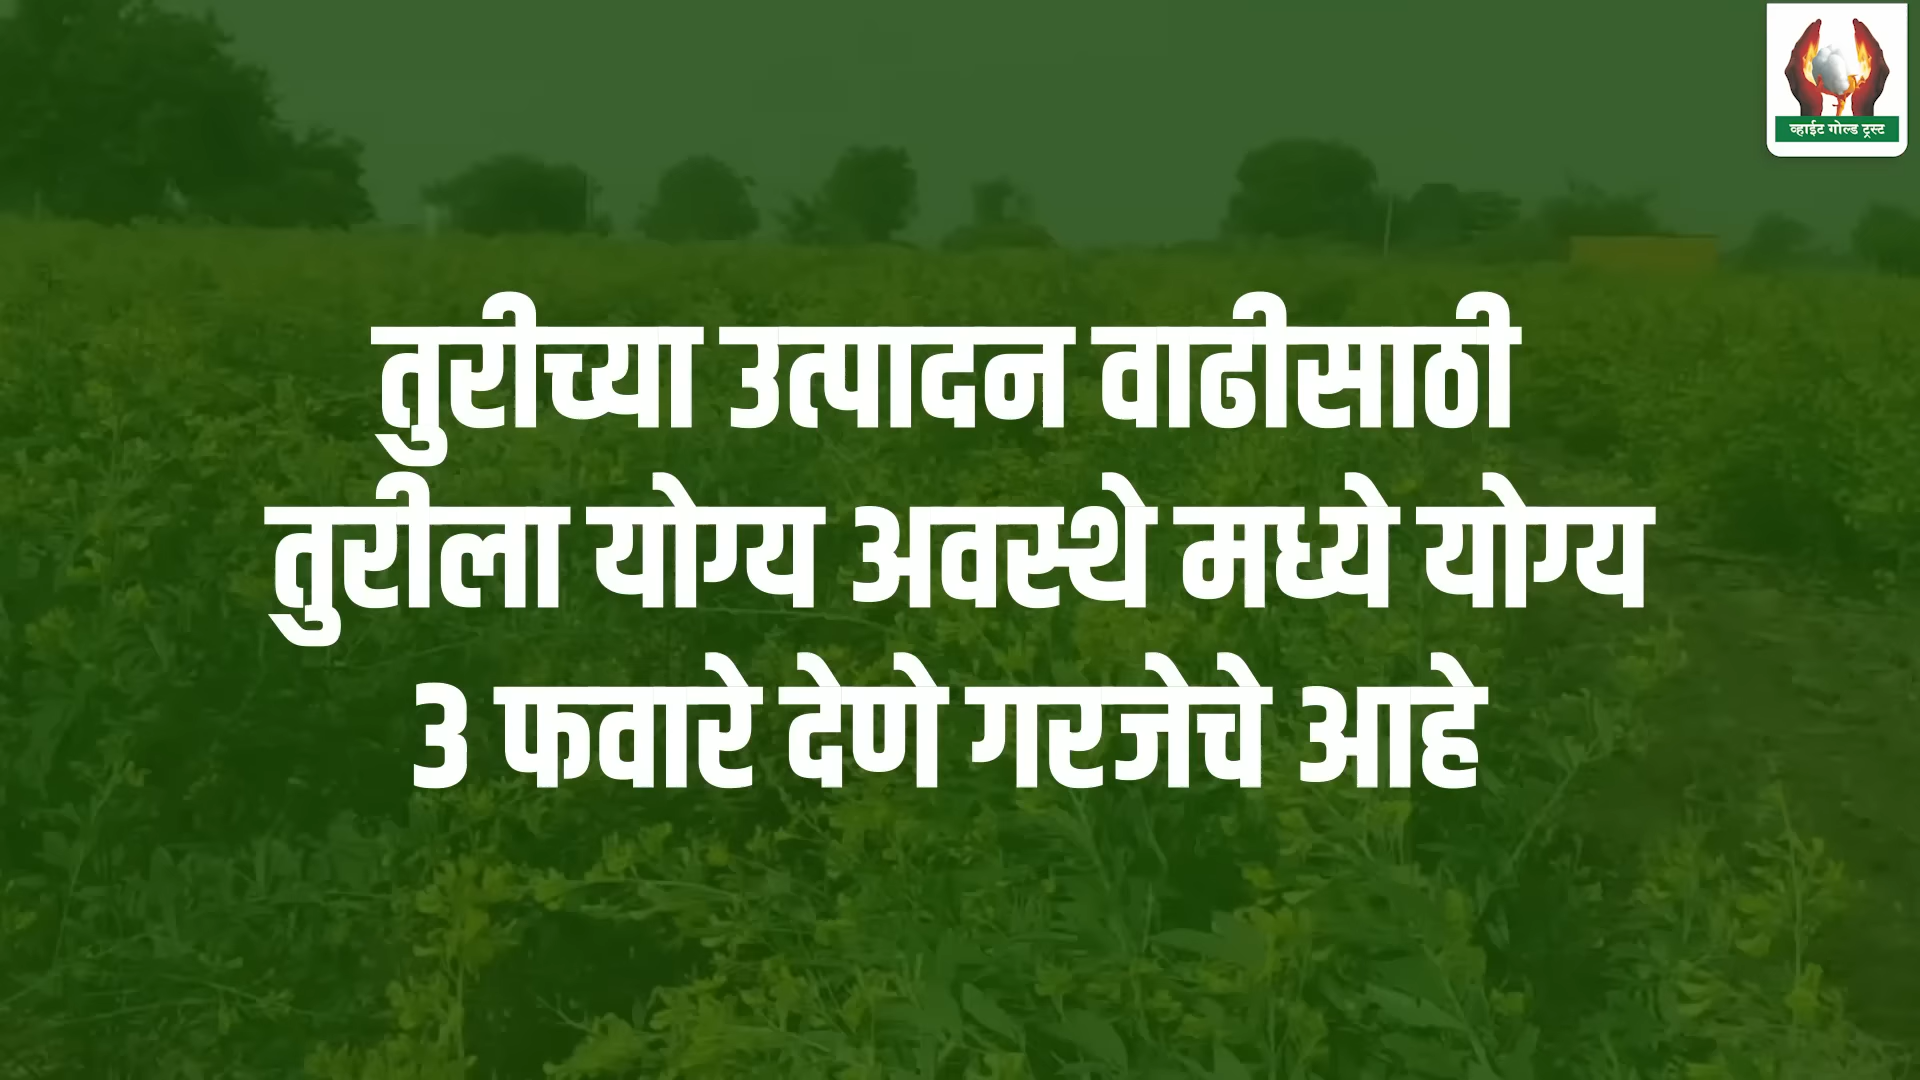 व्हाईट गोल्ड ट्रस्ट
तुरीच्या उत्पादन वाढीसाठी
तुरीला योग्य अवस्थे मध्ये योग्य
3 फवारे देणे गरजेचे आहे